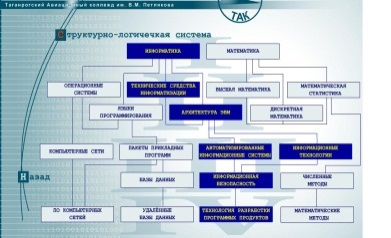 Таганрогский Авиационный колледж им. В.М. Петлякова
ТАК
Структурно-логичечкая система
ИНФОРМАТИКА
МАТЕМАТИКА
ОПЕРАЦИОННЫЕ
СИСТЕМЫ
ТЕХНИЧЕСКИЕ СРЕДСТВА
ИНФОРМАТИЗАЦИИ
ВЫСШАЯ МАТЕМАТИКА
МАТЕМАТИЧЕСКАЯ
СТАТИСТИКА
ЯЗЫКИ
ПРОГРАММИРОВАНИЯ
АРХИТЕКТУРА ЭВМ
ДИСКРЕТНАЯ
МАТЕМАТИКА
КОМПЬЮТЕРНЫЕ СЕТИ
ПАКЕТЫ ПРИКЛАДНЫХ
ПРОГРАММ
АВТОМАТИЗИРОВАННЫЕ
ИНФОРМАЦИОННЫЕ СИСТЕМЫ
ИНФОРМАЦИОННЫЕ
ТЕХНОЛОГИИ
Назад
БАЗЫ ДАННЫХ
ИНФОРМАЦИОННАЯ
БЕЗОПАСНОСТЬ
ЧИСЛЕННЫЕ
МЕТОДЫ
ПО КОМПЬЮТЕРНЫХ
СЕТЕЙ
УДАЛЁННЫЕ
БАЗЫ ДАННЫХ
ТЕХНОЛОГИЯ РАЗРАБОТКИ
ПРОГРАММНЫХ ПРОДУКТОВ
МАТЕМАТИЧЕСКИЕ
МЕТОДЫ